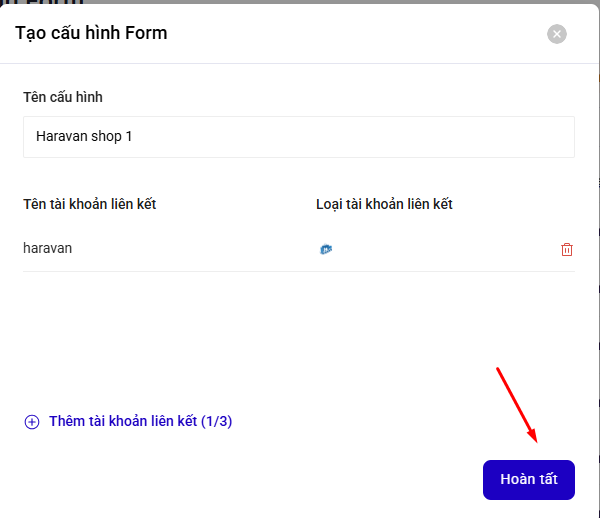 Tạo cấu hình Form
Tên cấu hình
Haravan shop 1
Tên tài khoản liên kết
Loại tài khoản liên kết
haravan
Thêm tài khoản liên kết (1/3)
Hoàn tất